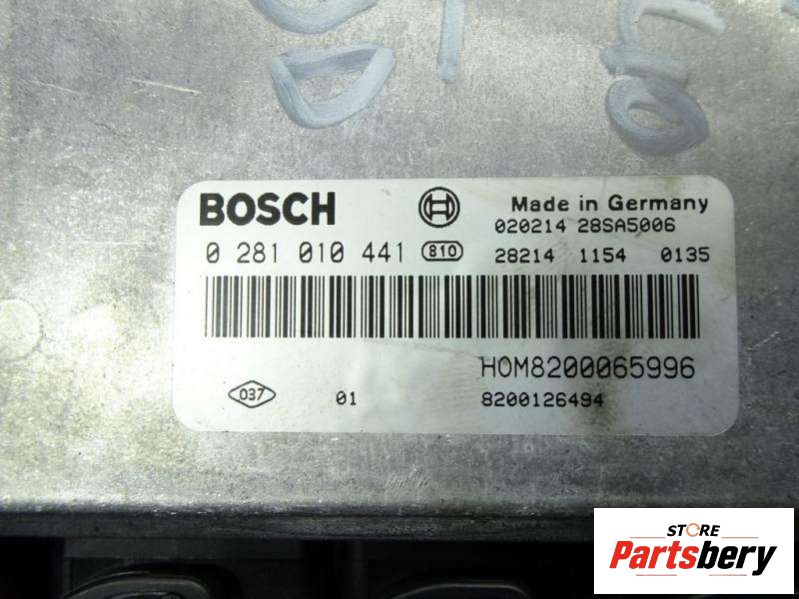 BOSCH
Made in Germany
020214 28SA5006
0 281 010 441 810
28214 1154 0135
HOM8200065996
037 01 8200126494
STORE
Partsbery